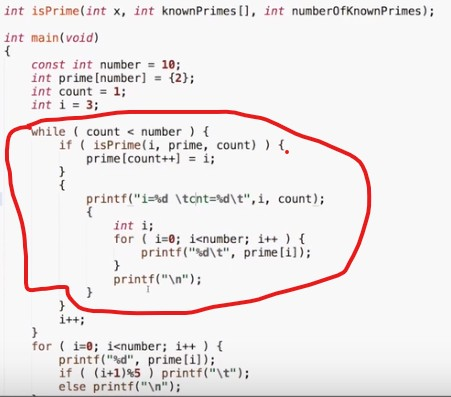 int isPrime(int x, int knownPrimes[], int numberOfKnownPrimes);
int main(void)
{
const int number = 10;
int prime[number] = {2};
int count = 1;
int i = 3;
while ( count < number ) {
if ( isPrime(i, prime, count) ) {
prime[count++] = i;
}
{
printf("i=%d \tcnt=%d\t",i, count);
{
int i;
for ( i=0; i<number; i++ ) {
printf("%d\t", prime[i]);
}
printf("\n");
}
}
i++;
}
for ( i=0; i<number; i++ ) {
printf("%d", prime[i]);
if ( (i+1)%5 ) printf("\t");
else printf("\n");